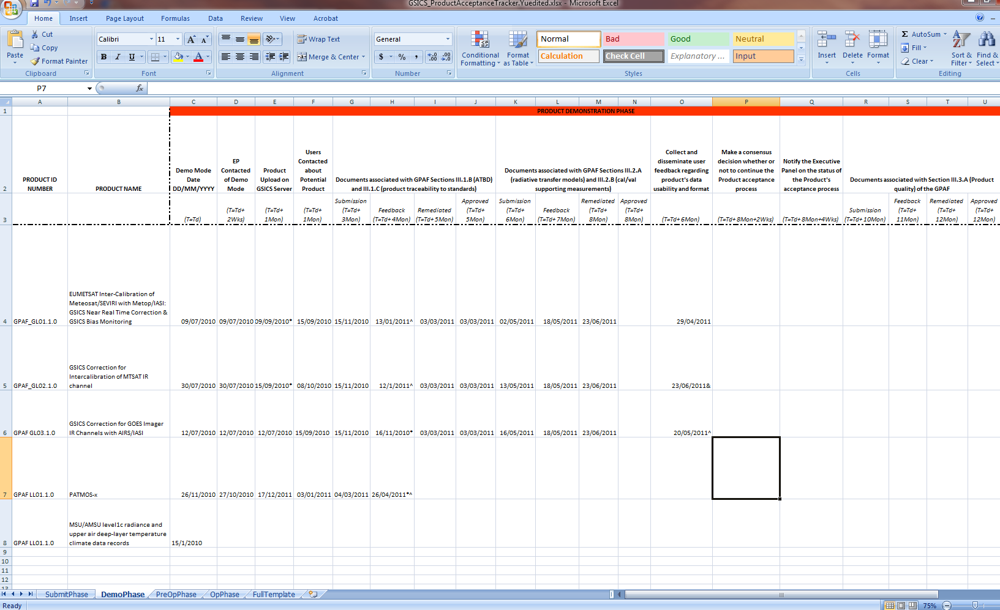 GSICS_ProductAcceptanceTracker.Yuedited.xlsx - Microsoft Excel
Home Insert Page Layout Formulas Data Review View Acrobat
Paste
Cut
Copy
Format Painter
Clipboard
Calibri 11 A A
B I U A
Font
Wrap Text
Merge & Center
Alignment
General
$ % , .00 .00
Number
Conditional Formatting
Format as Table
Normal Bad Good Neutral
Calculation Check Cell Explanatory ... Input
Styles
Insert Delete Format
Cells
Σ AutoSum
Fill
Clear
Sort & Filter
Find & Select
Editing
P7 fx
A B C D E F G H I J K L M N O P Q R S T U
1 PRODUCT DEMONSTRATION PHASE
2
PRODUCT ID
NUMBER
PRODUCT NAME
Demo Mode
Date
DD/MM/YYYY
EP
Contacted
of Demo
Mode
Product
Upload on
GSICS Server
Users
Contacted
about
Potential
Product
Documents associated with GPAF Sections III.1.B (ATBD)
and III.1.C (product traceability to standards)
Documents associated with GPAF Sections III.2.A
(radiative transfer models) and III.2.B (cal/val
supporting measurements)
Collect and
disseminate user
feedback regarding
product's data
usability and format
Make a consensus
decision whether or
not to continue the
Product acceptance
process
Notify the Executive
Panel on the status of
the Product's
acceptance process
Documents associated with Section III.3.A (Product
quality) of the GPAF
3
(T=Td)
(T=Td+
2Wks)
(T=Td+
1Mon)
(T=Td+
1Mon)
Submission
(T=Td+
3Mon)
Feedback
(T=Td+4Mon)
Remediated
(T=Td+5Mon)
Approved
(T=Td+
5Mon)
Submission
(T=Td+
6Mon)
Feedback
(T=Td+7Mon)
Remediated
(T=Td+
8Mon)
Approved
(T=Td+
8Mon)
(T=Td+6Mon)
(T=Td+8Mon+2Wks)
(T=Td+8Mon+4Wks)
Submission
(T=Td+10Mon)
Feedback
(T=Td+
11Mon)
Remediated
(T=Td+
12Mon)
Approved
(T=Td+
12Mon)
EUMETSAT Inter-Calibration of
Meteosat/SEVIRI with Metop/IASI:
GSICS Near Real Time Correction &
GSICS Bias Monitoring
4 GPAF_GL01.1.0 09/07/2010 09/07/2010 09/09/2010* 15/09/2010 15/11/2010 13/01/2011^ 03/03/2011 03/03/2011 02/05/2011 18/05/2011 23/06/2011 29/04/2011
GSICS Correction for
Intercalibration of MTSAT IR
channel
5 GPAF_GL02.1.0 30/07/2010 30/07/2010 15/09/2010* 08/10/2010 15/11/2010 12/1/2011^ 03/03/2011 03/03/2011 13/05/2011 18/05/2011 23/06/2011 23/06/2011&
GSICS Correction for GOES Imager
IR Channels with AIRS/IASI
6 GPAF GL03.1.0 12/07/2010 12/07/2010 12/07/2010 15/09/2010 15/11/2010 16/11/2010* 03/03/2011 03/03/2011 16/05/2011 18/05/2011 23/06/2011 20/05/2011^
7 GPAF LL01.1.0 PATMOS-x 26/11/2010 27/10/2010 17/12/2011 03/01/2011 04/03/2011 26/04/2011*^
MSU/AMSU level1c radiance and
upper air deep-layer temperature
climate data records
8 GPAF LL01.1.0 15/1/2010
9
10
11
12
13
SubmitPhase DemoPhase PreOpPhase OpPhase FullTemplate
Ready 75%